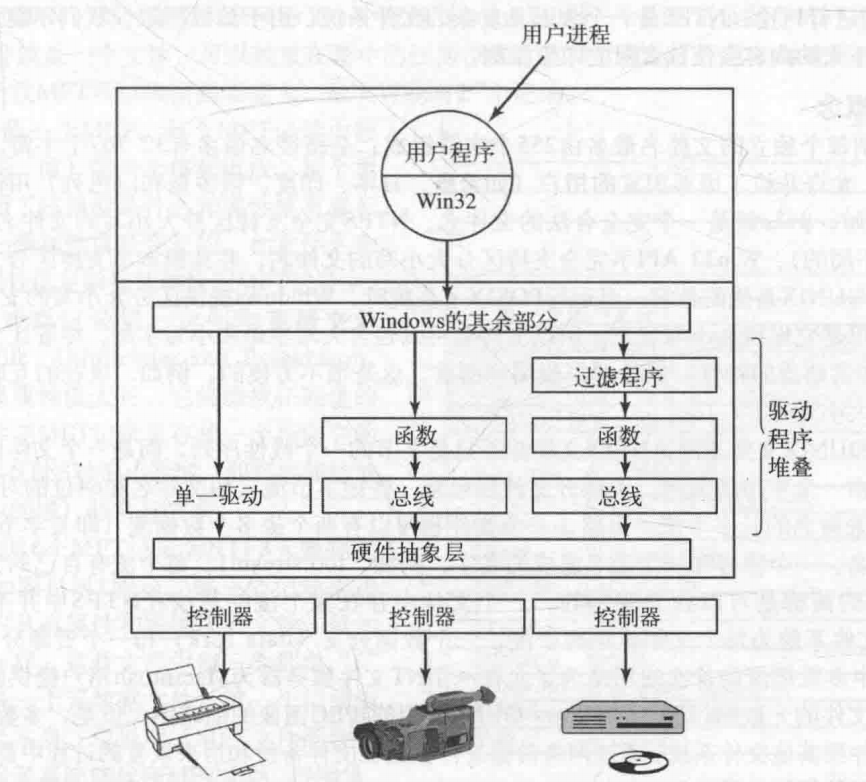 用户进程
用户程序
Win32
Windows的其余部分
过滤程序
函数
函数
驱动
程序
堆叠
单一驱动
总线
总线
硬件抽象层
控制器
控制器
控制器